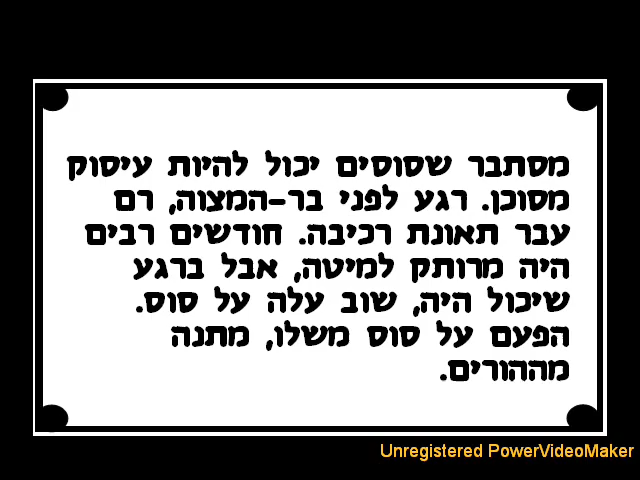 מסתבר שסוסים יכול להיות עיסוק
מסוכן. רגע לפני בר-המצוה, רם
עבר תאונת רכיבה. חודשים רבים
היה מרותק למיטה, אבל ברגע
שיכול היה, שוב עלה על סוס.
הפעם על סוס משלו, מתנה
מההורים.
Unregistered PowerVideoMaker